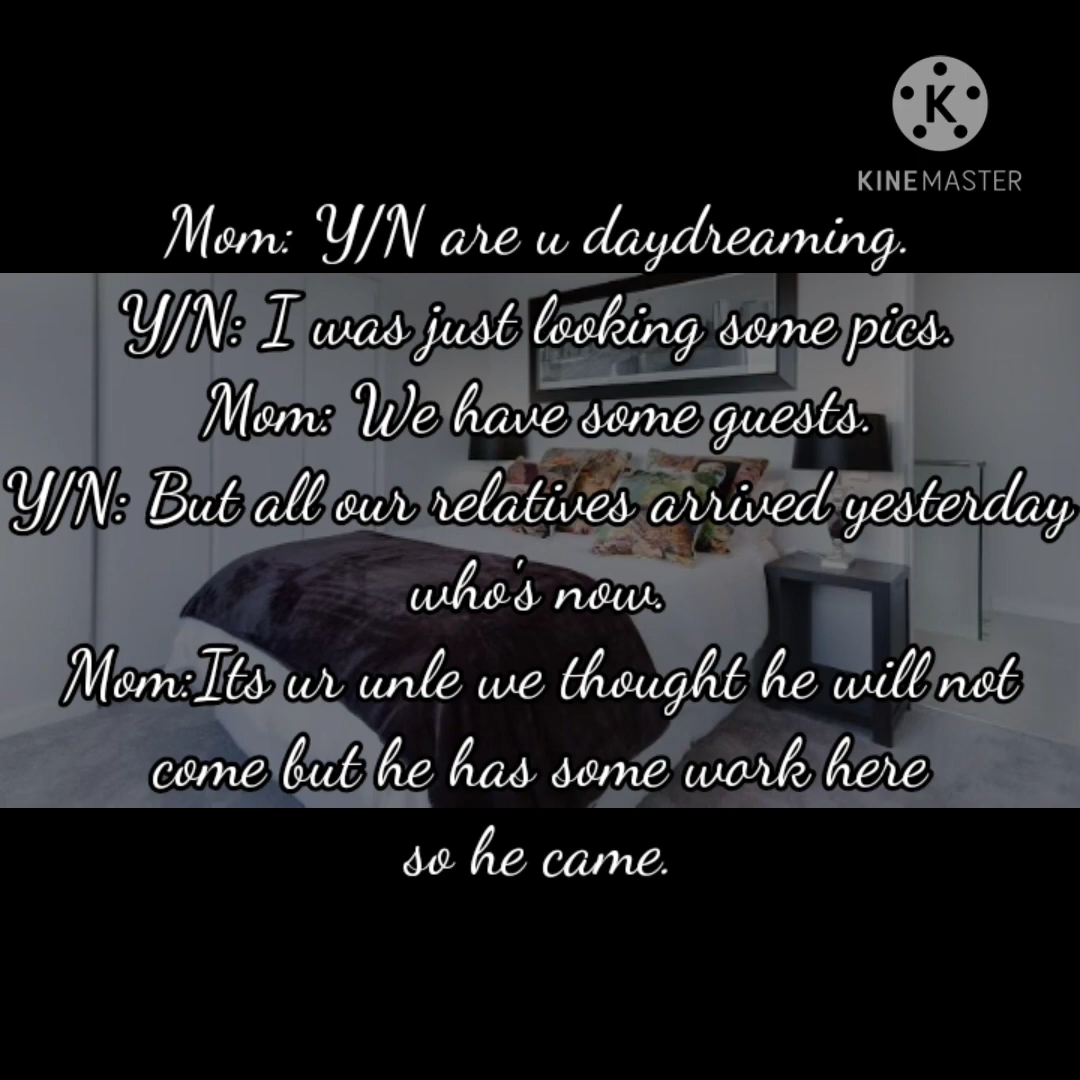 K
KINEMASTER
Mom: Y/N are u daydreaming.
Y/N: I was just looking some pics.
Mom: We have some guests.
Y/N: But all our relatives arrived yesterday
who's now.
Mom:Its ur unle we thought he will not
come but he has some work here
so he came.